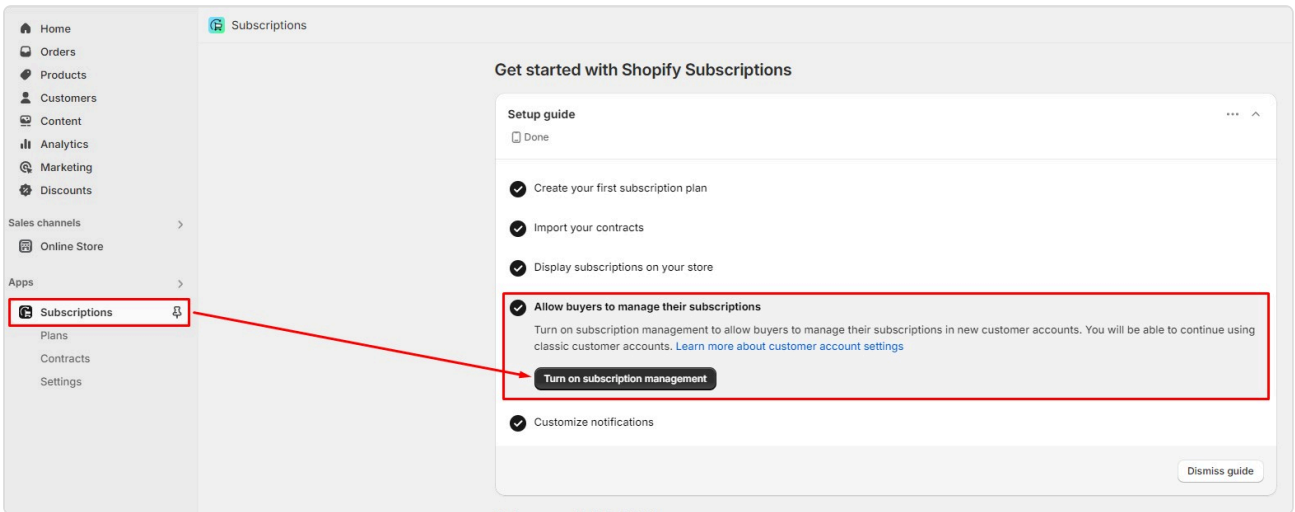 Home
Orders
Products
Customers
Content
Analytics
Marketing
Discounts
Sales channels
Online Store
Apps
Subscriptions
Plans
Contracts
Settings
Subscriptions
Get started with Shopify Subscriptions
Setup guide
Done
Create your first subscription plan
Import your contracts
Display subscriptions on your store
Allow buyers to manage their subscriptions
Turn on subscription management to allow buyers to manage their subscriptions in new customer accounts. You will be able to continue using
classic customer accounts. Learn more about customer account settings
Turn on subscription management
Customize notifications
Dismiss guide